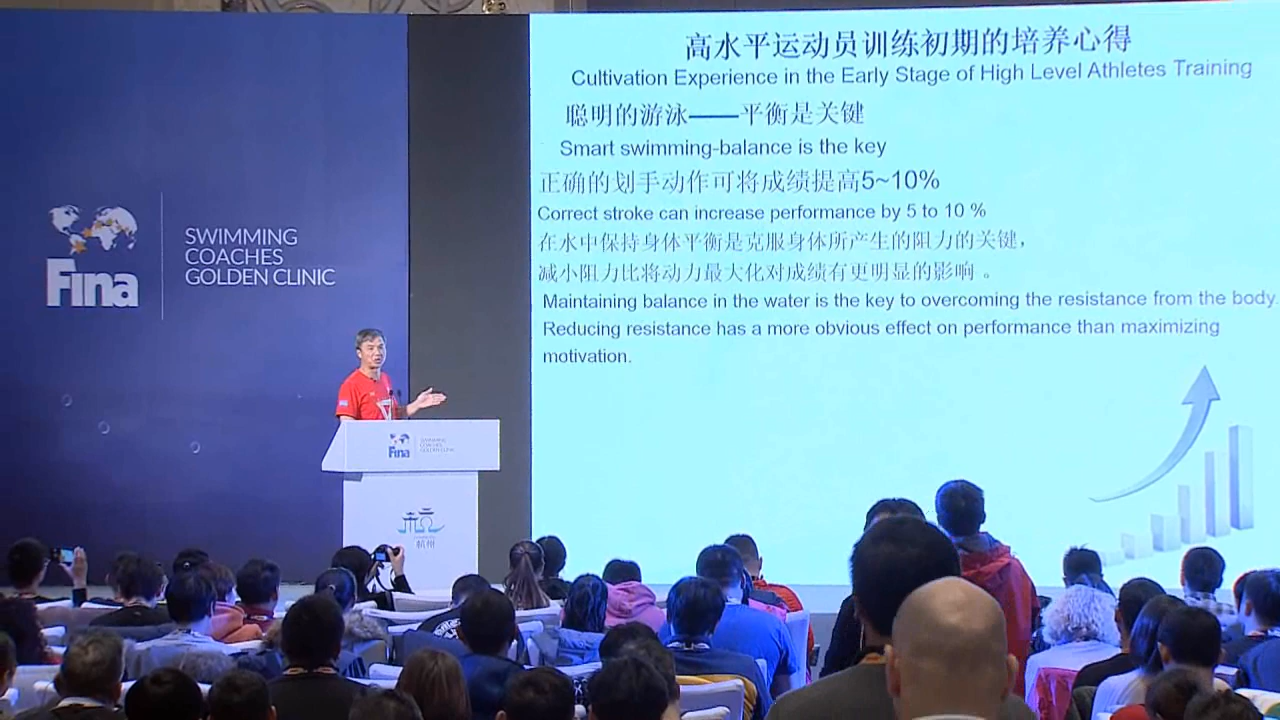 高水平运动员训练初期的培养心得
Cultivation Experience in the Early Stage of High Level Athletes Training
聪明的游泳——平衡是关键
Smart swimming-balance is the key
正确的划手动作可将成绩提高5~10%
Correct stroke can increase performance by 5 to 10 %
在水中保持身体平衡是克服身体所产生的阻力的关键，
减小阻力比将动力最大化对成绩有更明显的影响 。
Maintaining balance in the water is the key to overcoming the resistance from the body.
Reducing resistance has a more obvious effect on performance than maximizing
motivation.
Fina
SWIMMING
COACHES
GOLDEN CLINIC
Fina
SWIMMING
COACHES
GOLDEN CLINIC
杭州